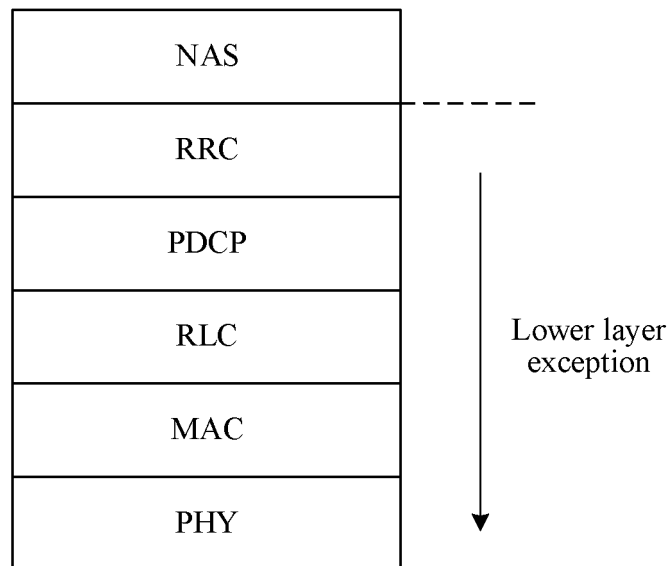 NAS
RRC
PDCP
RLC
MAC
PHY
Lower layer
exception